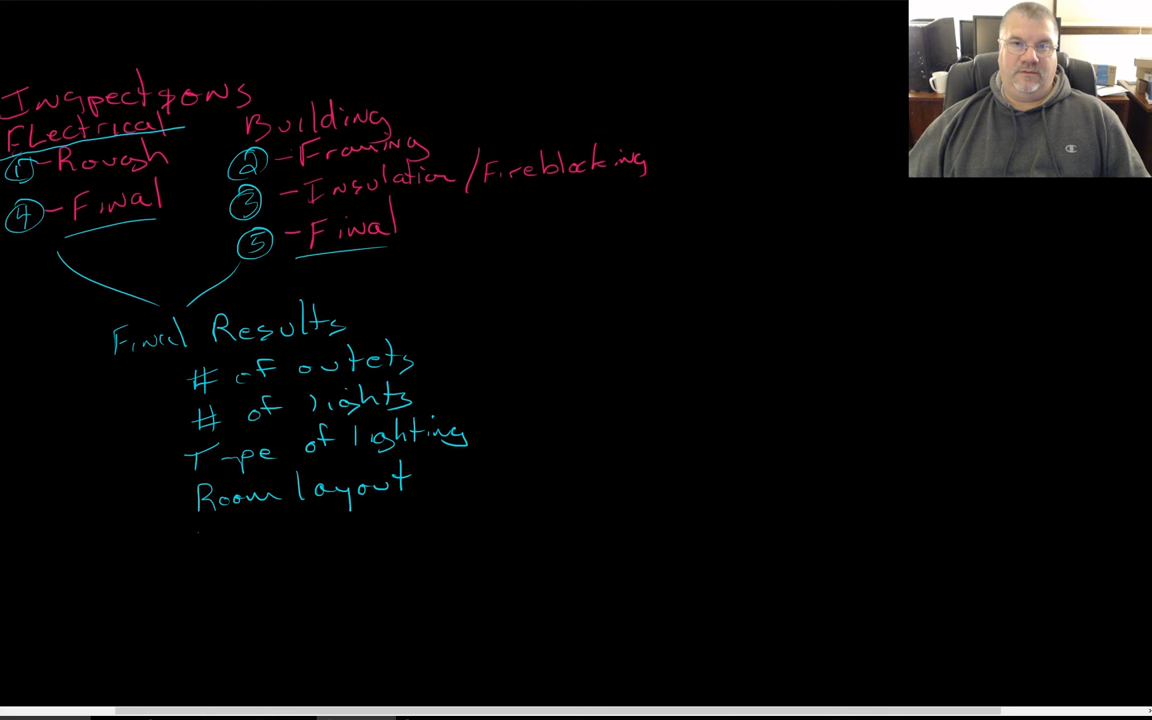 Inspections
Electrical
① - Rough
④ - Final
Building
② - Framing
③ - Insulation / Fireblocking
⑤ - Final
Final Results
# of outets
# of lights
Type of lighting
Room layout